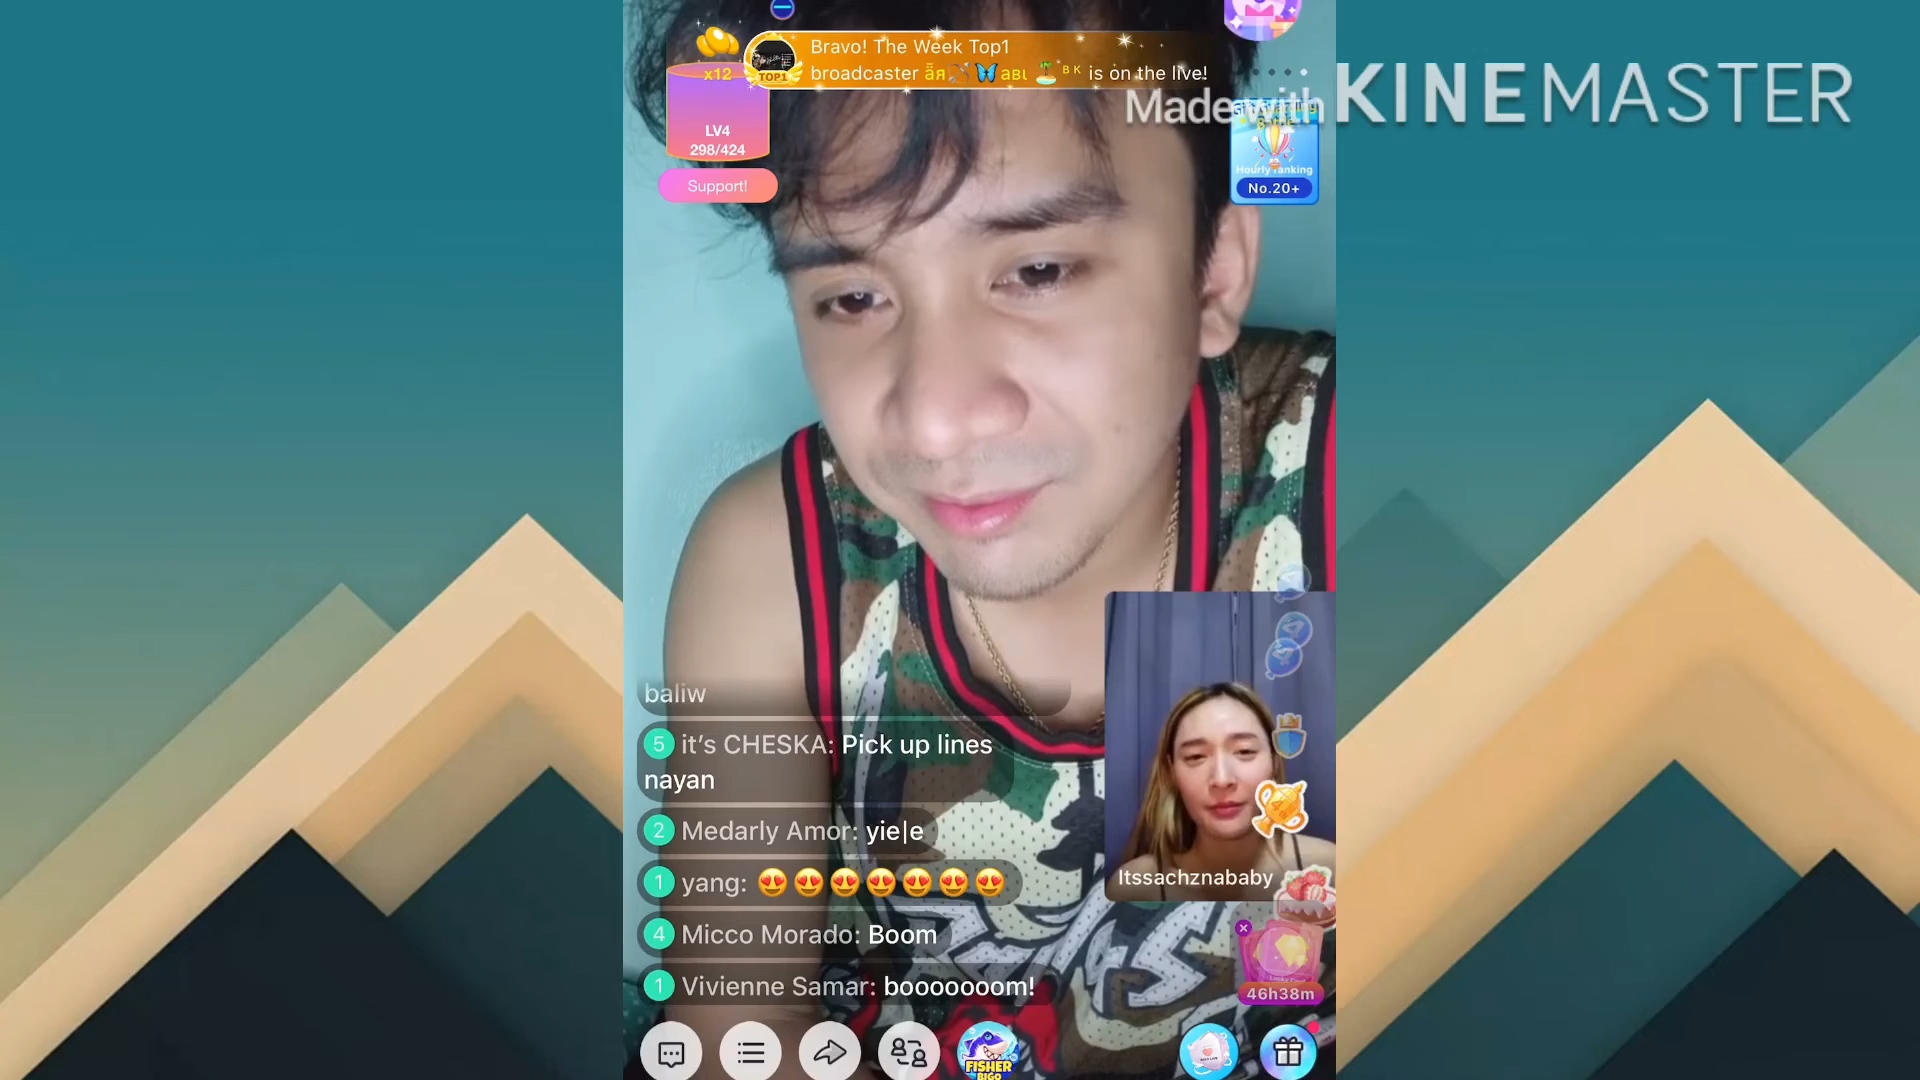 Bravo! The Week Top1
broadcaster is on the live!
TOP1
x12
LV4
298/424
Support!
Made with KINEMASTER
Hourly ranking
No.20+
baliw
5 it's CHESKA: Pick up lines
nayan
2 Medarly Amor: yie|e
1 yang: 😍😍😍😍😍😍😍
4 Micco Morado: Boom
1 Vivienne Samar: booooooom!
Itssachznababy
46h38m
FISHER
BIGO